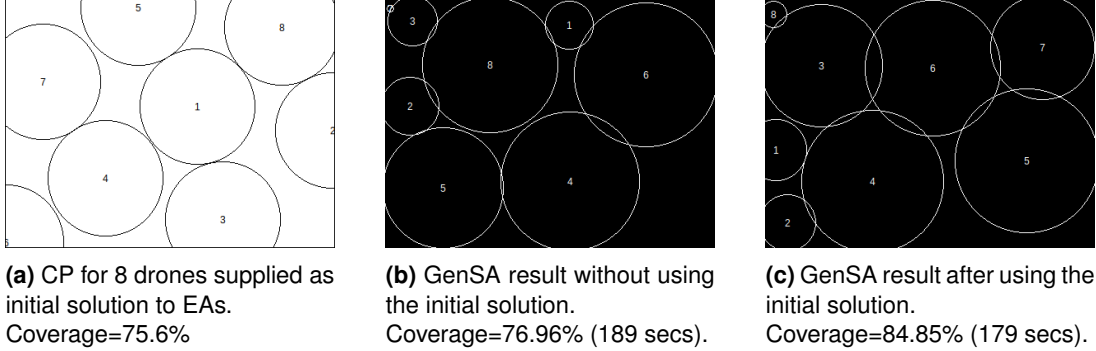 5
8
7
1
2
4
3
6
3
1
8
6
2
5
4
8
7
3
6
1
5
4
2
(a) CP for 8 drones supplied as
initial solution to EAs.
Coverage=75.6%
(b) GenSA result without using
the initial solution.
Coverage=76.96% (189 secs).
(c) GenSA result after using the
initial solution.
Coverage=84.85% (179 secs).